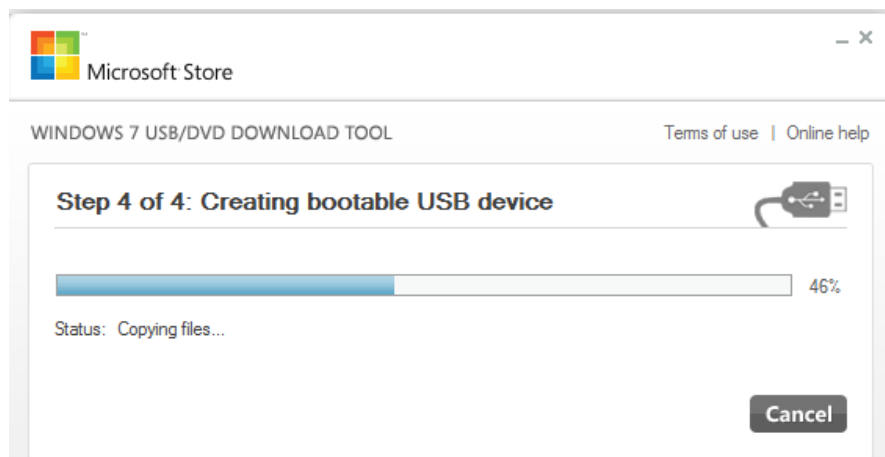 Microsoft Store
WINDOWS 7 USB/DVD DOWNLOAD TOOL
Terms of use | Online help
Step 4 of 4: Creating bootable USB device
46%
Status: Copying files...
Cancel